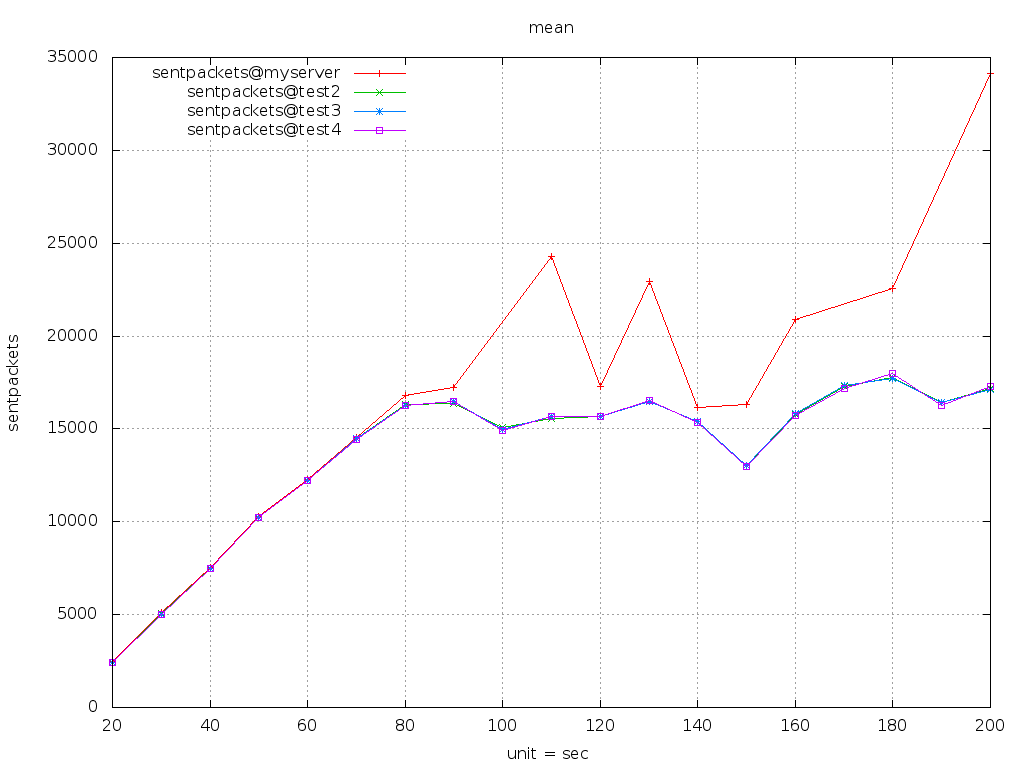 mean
35000
30000
25000
20000
15000
10000
5000
0
sentpackets@myserver
sentpackets@test2
sentpackets@test3
sentpackets@test4
sentpackets
20 40 60 80 100 120 140 160 180 200
unit = sec